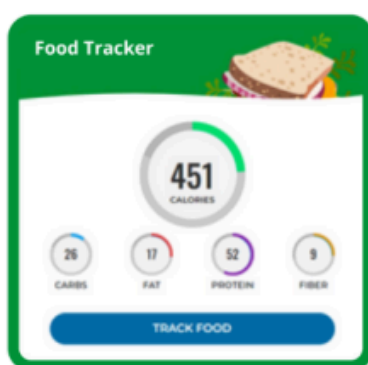 Food Tracker
451
CALORIES
26 17 52 9
CARBS FAT PROTEIN FIBER
TRACK FOOD